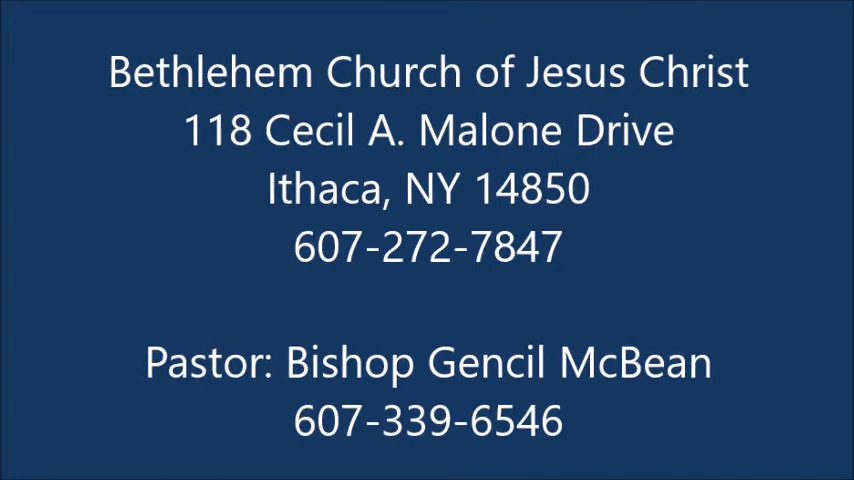 Bethlehem Church of Jesus Christ
118 Cecil A. Malone Drive
Ithaca, NY 14850
607-272-7847
Pastor: Bishop Gencil McBean
607-339-6546